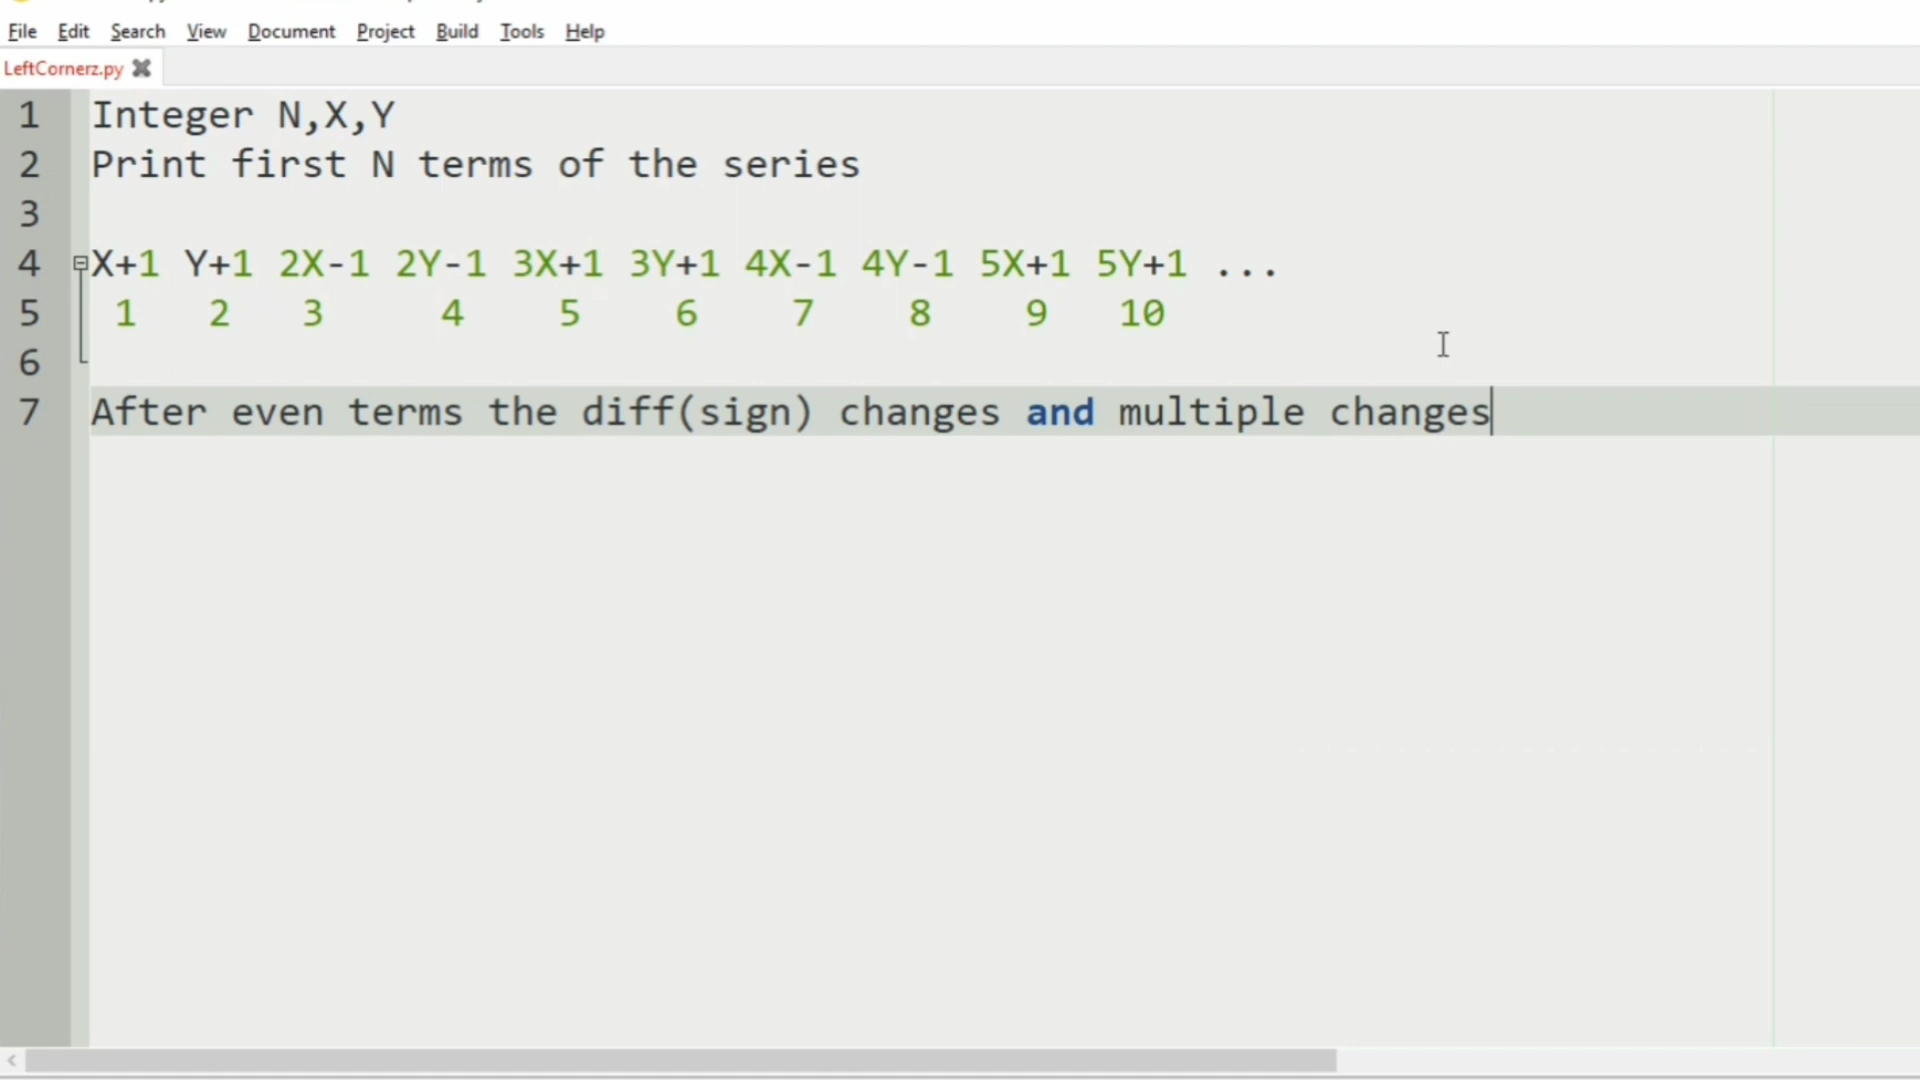 File Edit Search View Document Project Build Tools Help
LeftCornerz.py
1 Integer N,X,Y
2 Print first N terms of the series
3
4 X+1 Y+1 2X-1 2Y-1 3X+1 3Y+1 4X-1 4Y-1 5X+1 5Y+1 ...
5 1 2 3 4 5 6 7 8 9 10
6
7 After even terms the diff(sign) changes and multiple changes